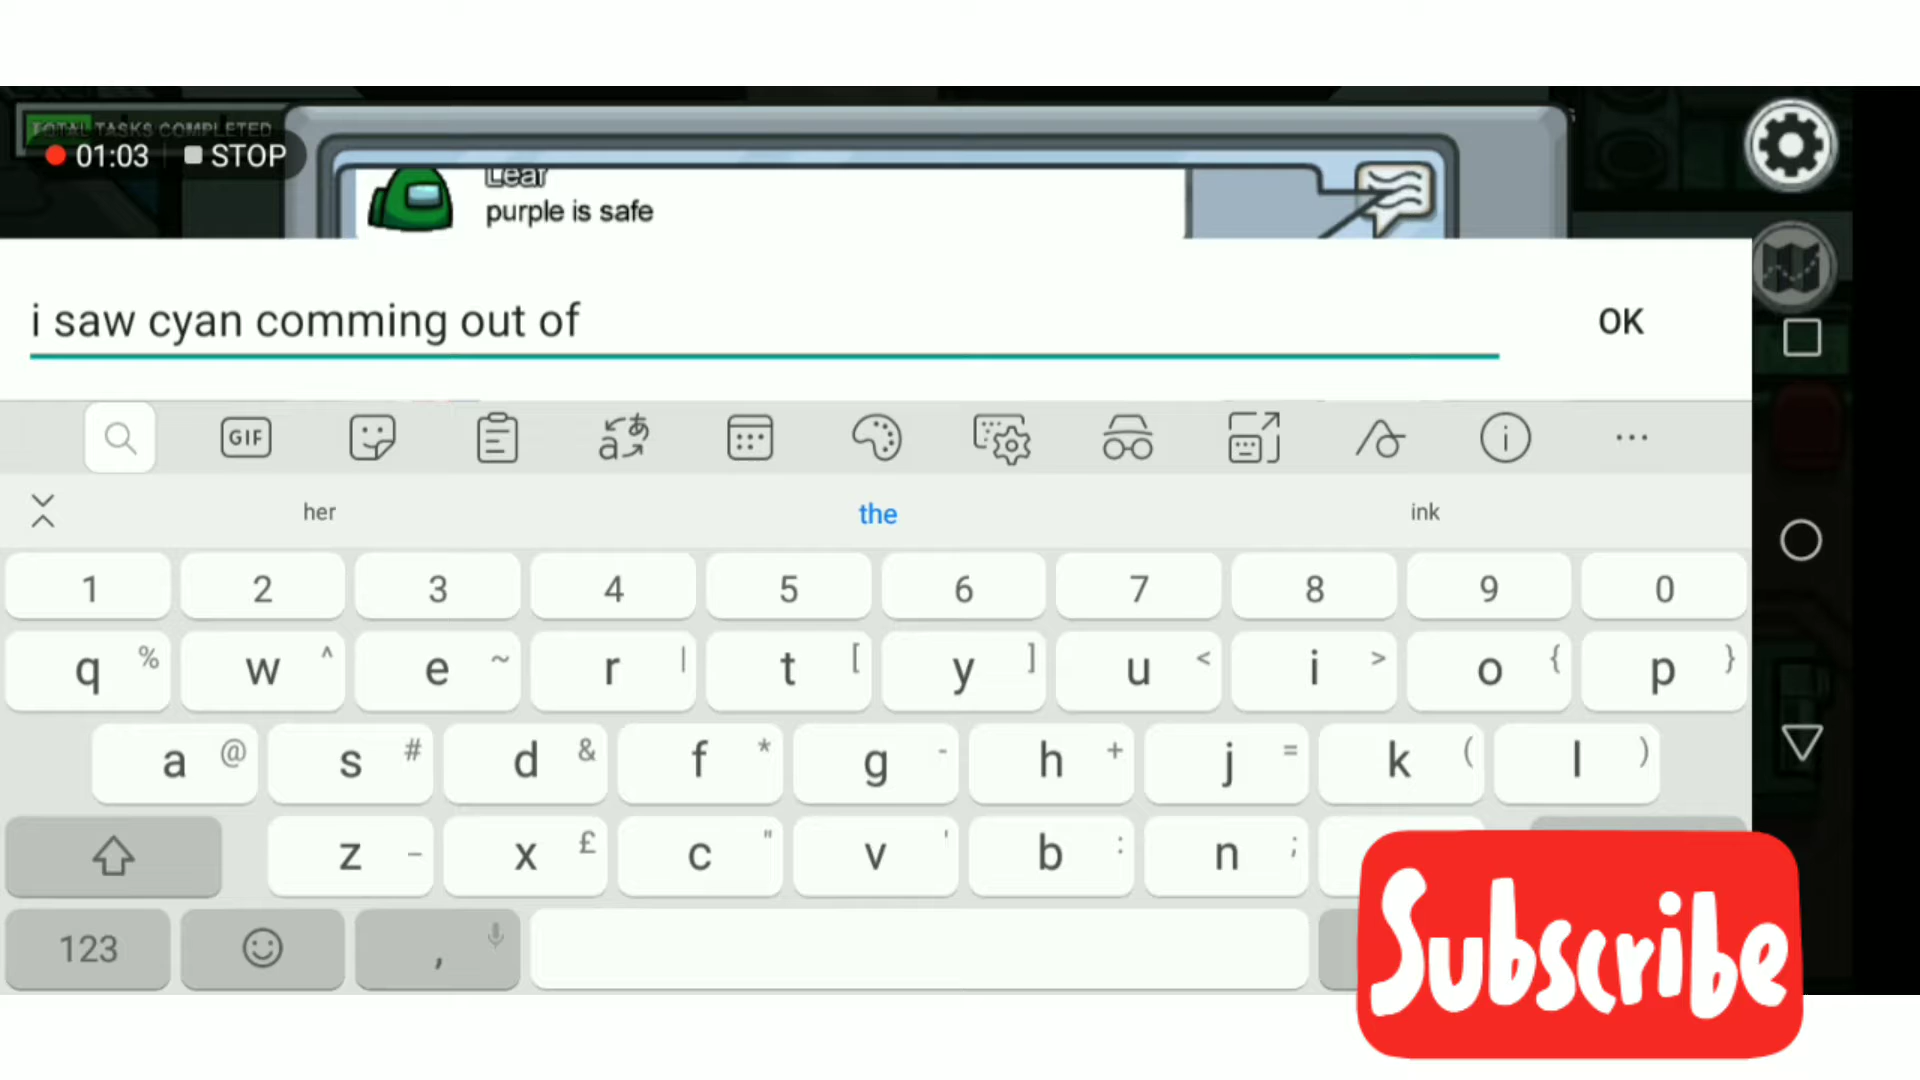 TOTAL TASKS COMPLETED
01:03 STOP
Lear
purple is safe
i saw cyan comming out of
OK
GIF
her the ink
1 2 3 4 5 6 7 8 9 0
q % w ^ e ~ r | t [ y ] u < i > o { p }
a @ s # d & f * g - h + j = k ( l )
z _ x £ c " v ' b : n ;
123 ,
Subscribe